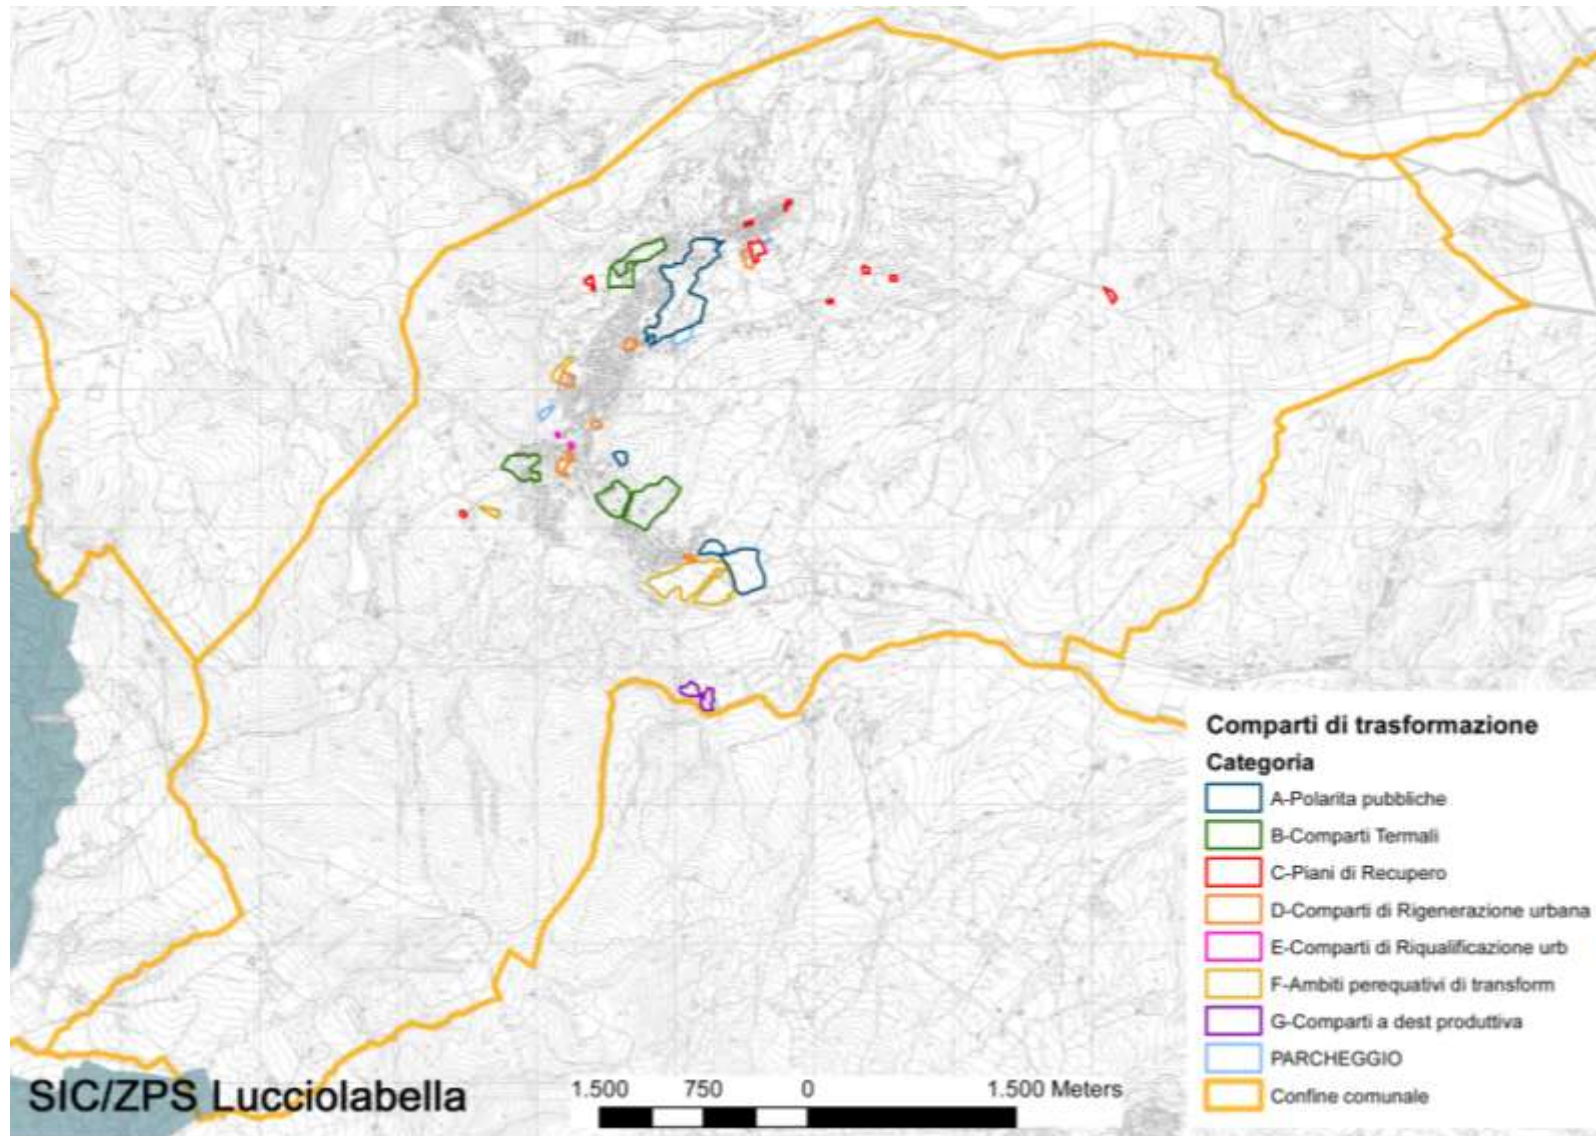 Comparti di trasformazione
Categoria
A-Polarita pubbliche
B-Comparti Termali
C-Piani di Recupero
D-Comparti di Rigenerazione urbana
E-Comparti di Riqualificazione urb
F-Ambiti perequativi di transform
G-Comparti a dest produttiva
PARCHEGGIO
Confine comunale
SIC/ZPS Lucciolabella
1.500 750 0 1.500 Meters